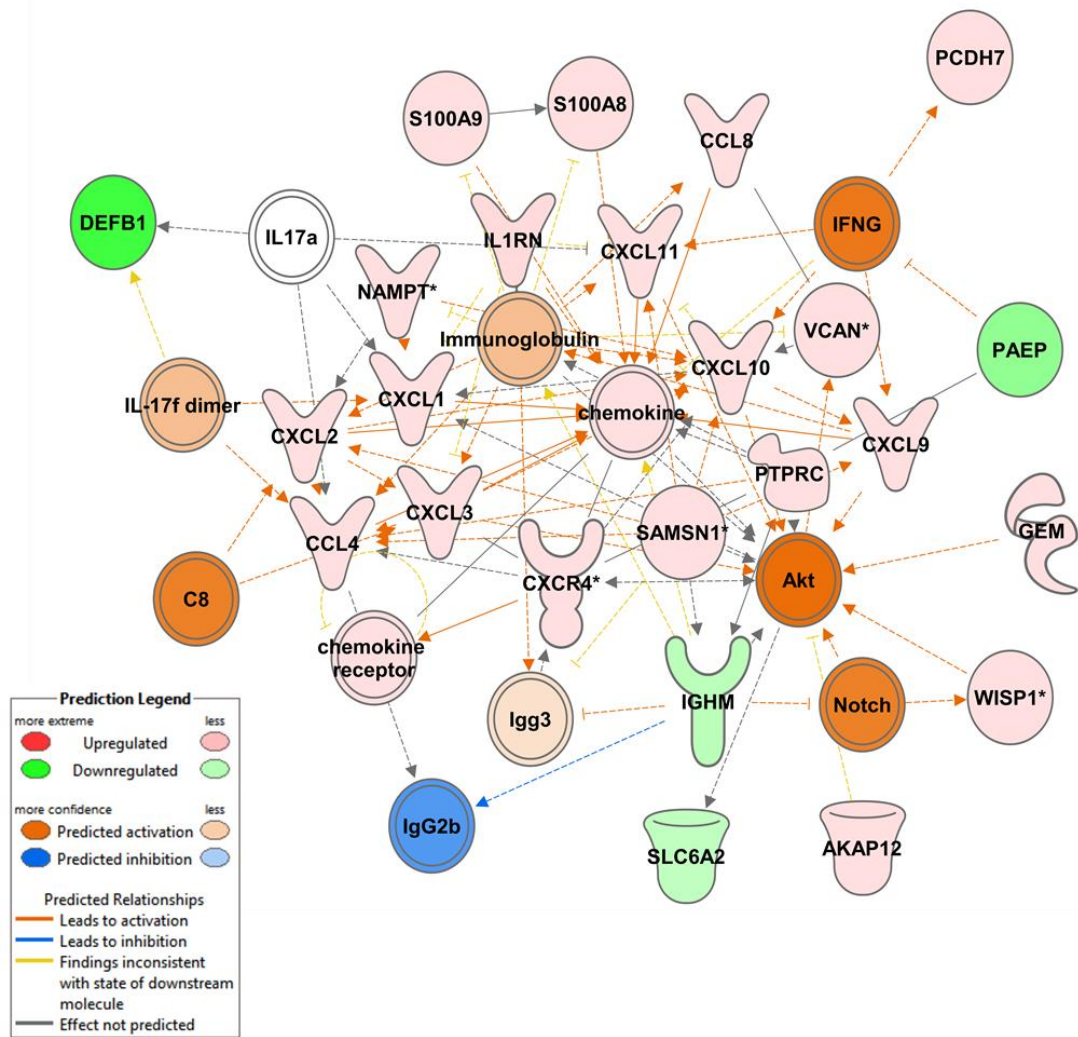 PCDH7
S100A9
S100A8
CCL8
DEFB1
IL17a
IL1RN
CXCL11
IFNG
NAMPT*
VCAN*
Immunoglobulin
PAEP
CXCL10
IL-17f dimer
CXCL1
chemokine
CXCL2
CXCL9
PTPRC
CXCL3
GEM
SAMSN1*
CCL4
CXCR4*
Akt
C8
chemokine
receptor
IGHM
Notch
WISP1*
Igg3
IgG2b
SLC6A2
AKAP12
Prediction Legend
more extreme less
Upregulated
Downregulated
more confidence less
Predicted activation
Predicted inhibition
Predicted Relationships
Leads to activation
Leads to inhibition
Findings inconsistent
with state of downstream
molecule
Effect not predicted